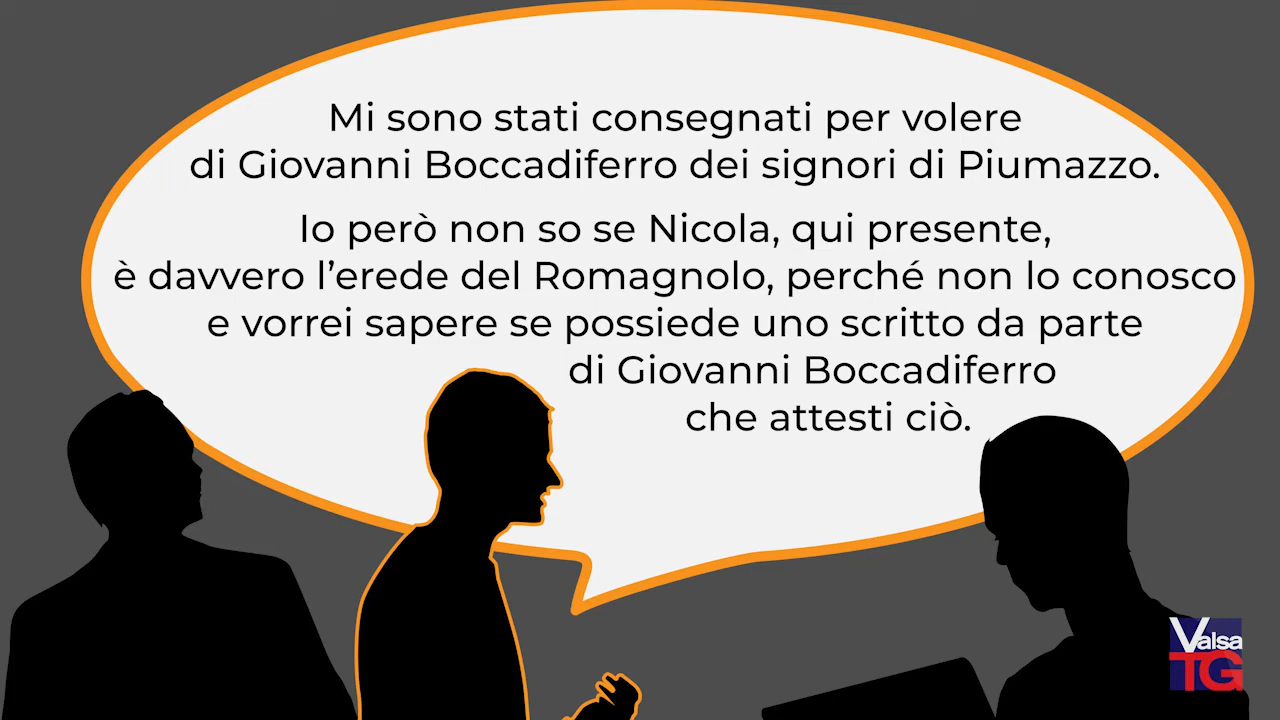 Mi sono stati consegnati per volere
di Giovanni Boccadiferro dei signori di Piumazzo.
Io però non so se Nicola, qui presente,
è davvero l’erede del Romagnolo, perché non lo conosco
e vorrei sapere se possiede uno scritto da parte
di Giovanni Boccadiferro
che attesti ciò.
Valsa
TG